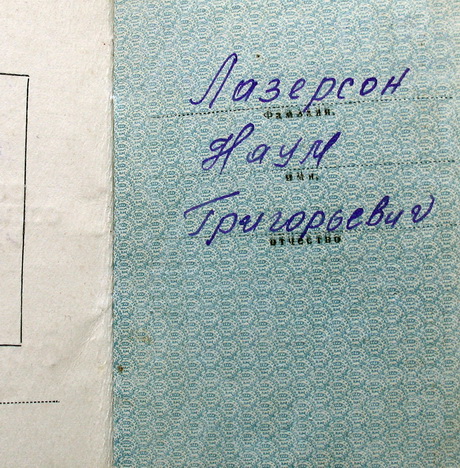 Лазерсон
фамилия.
Наум
имя.
Григорьевич
отчество